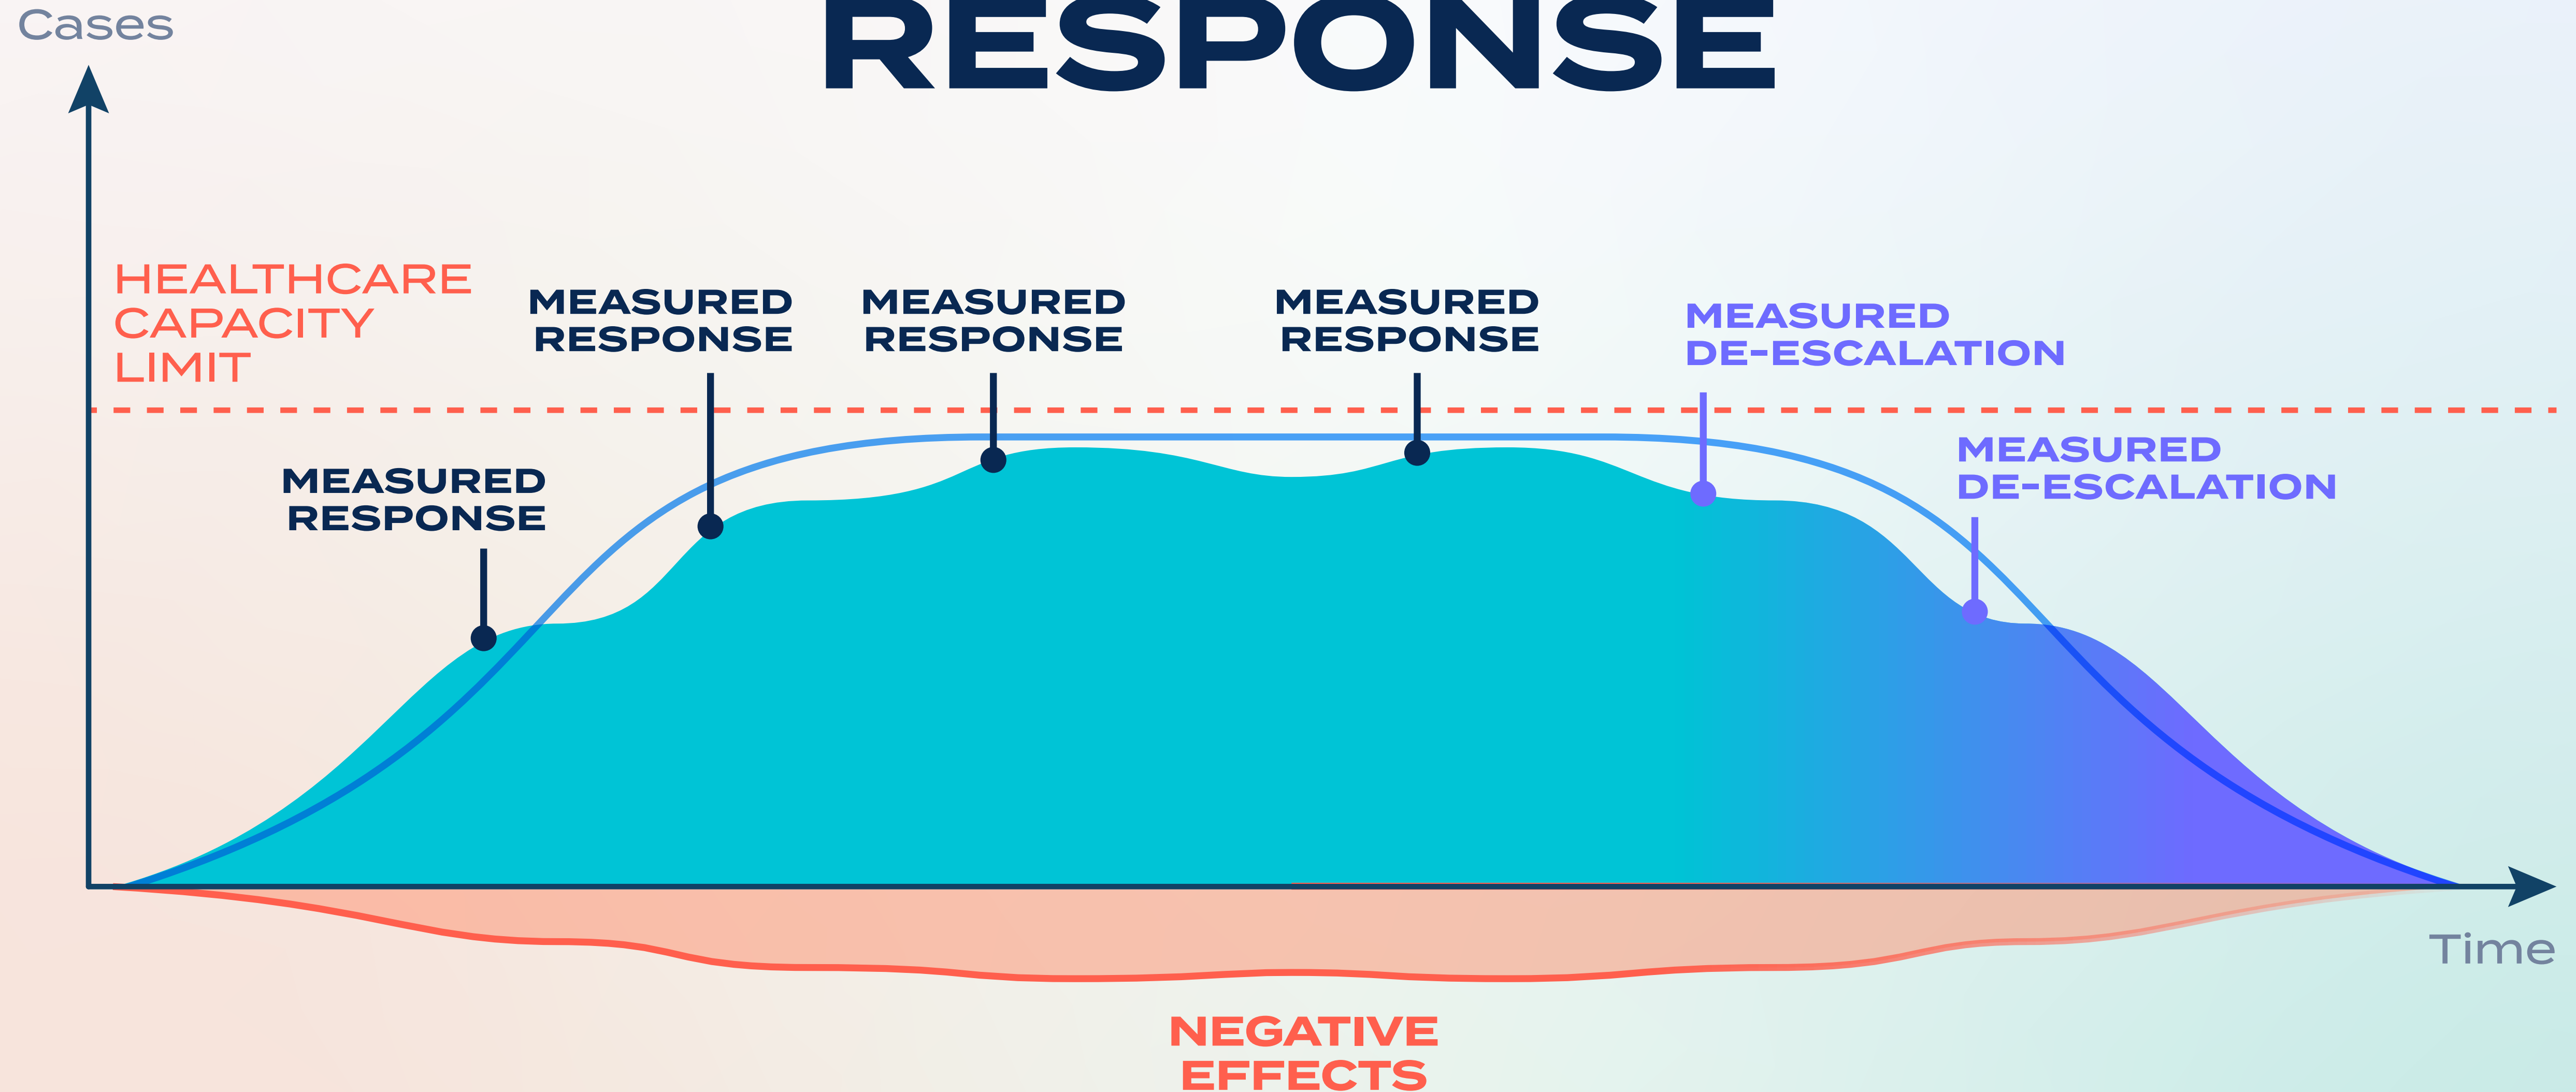 Cases
RESPONSE
HEALTHCARE
CAPACITY
LIMIT
MEASURED
RESPONSE
MEASURED
RESPONSE
MEASURED
RESPONSE
MEASURED
RESPONSE
MEASURED
DE-ESCALATION
MEASURED
DE-ESCALATION
Time
NEGATIVE
EFFECTS